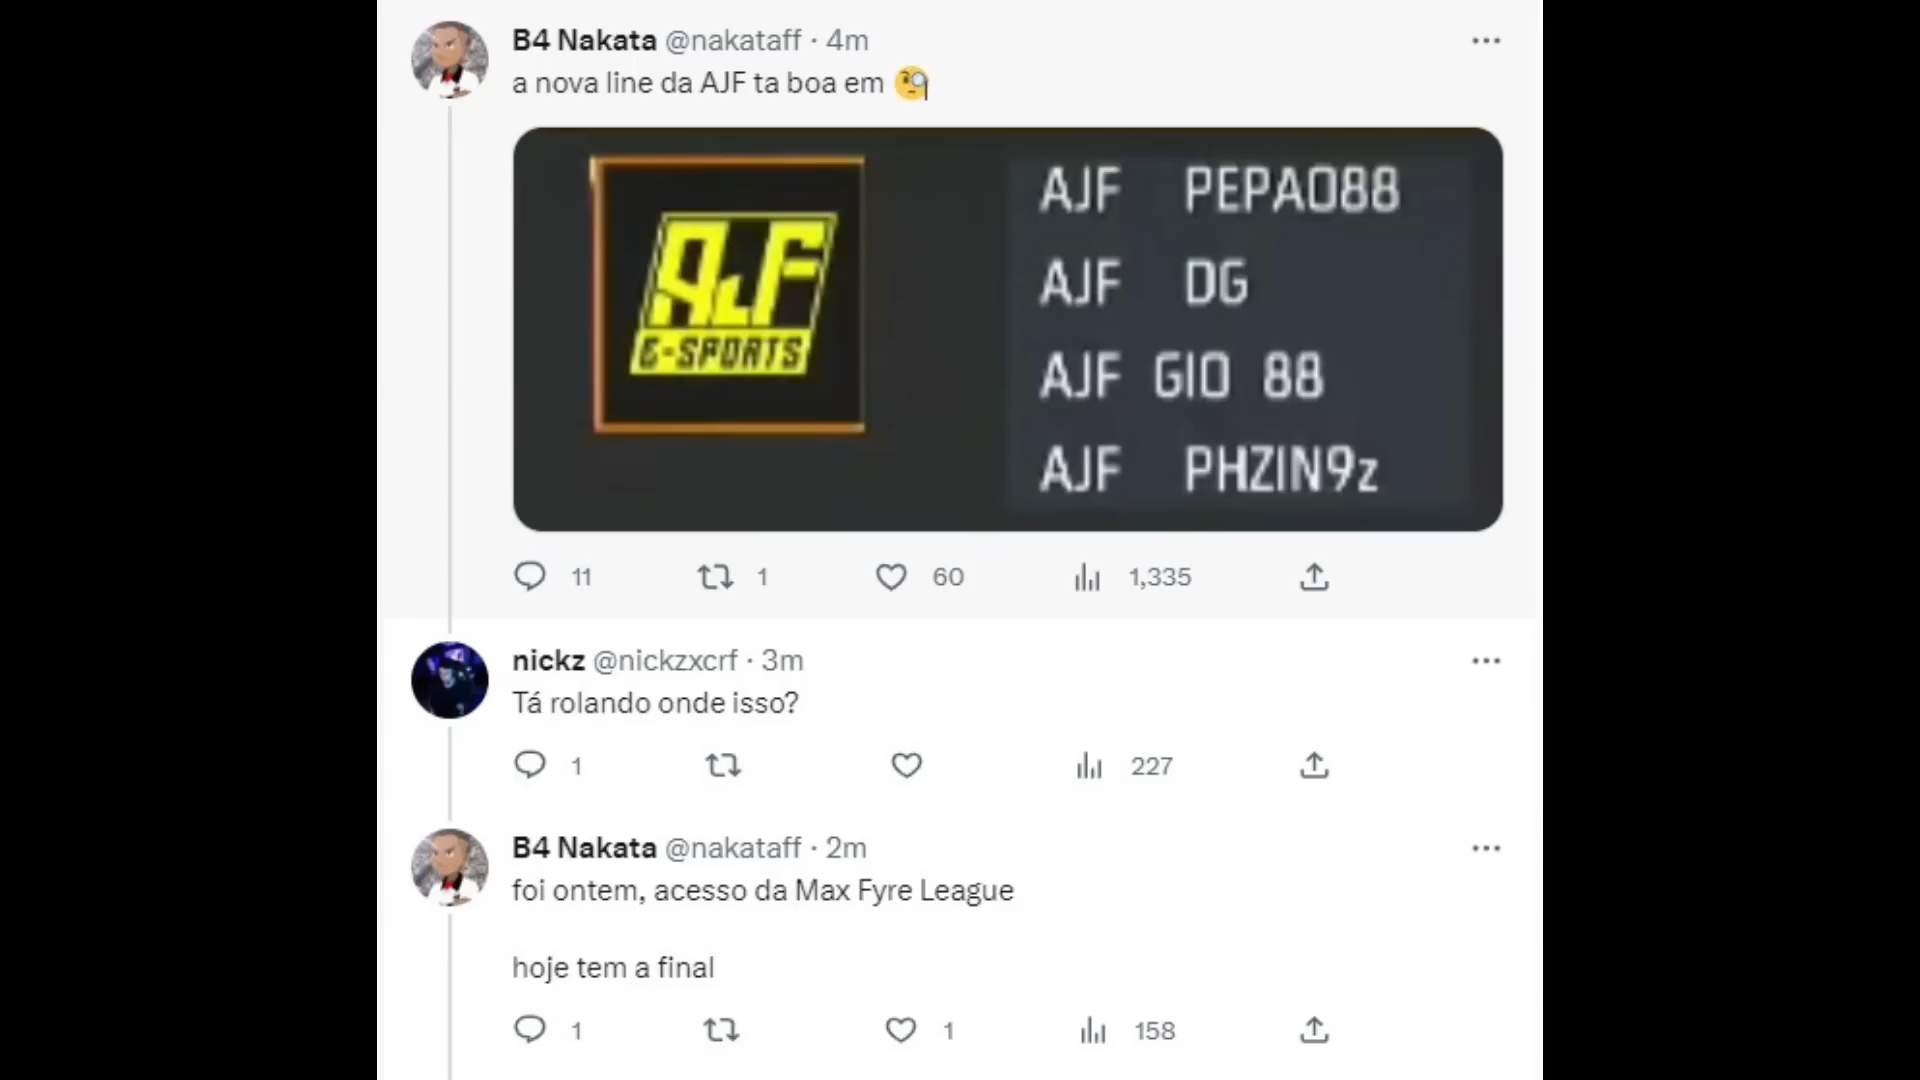 B4 Nakata @nakataff · 4m
a nova line da AJF ta boa em 🧐
AJF
E-SPORTS
AJF PEPAO88
AJF DG
AJF GIO 88
AJF PHZIN9z
11 1 60 1,335
nickz @nickzxcrf · 3m
Tá rolando onde isso?
1 227
B4 Nakata @nakataff · 2m
foi ontem, acesso da Max Fyre League
hoje tem a final
1 1 158